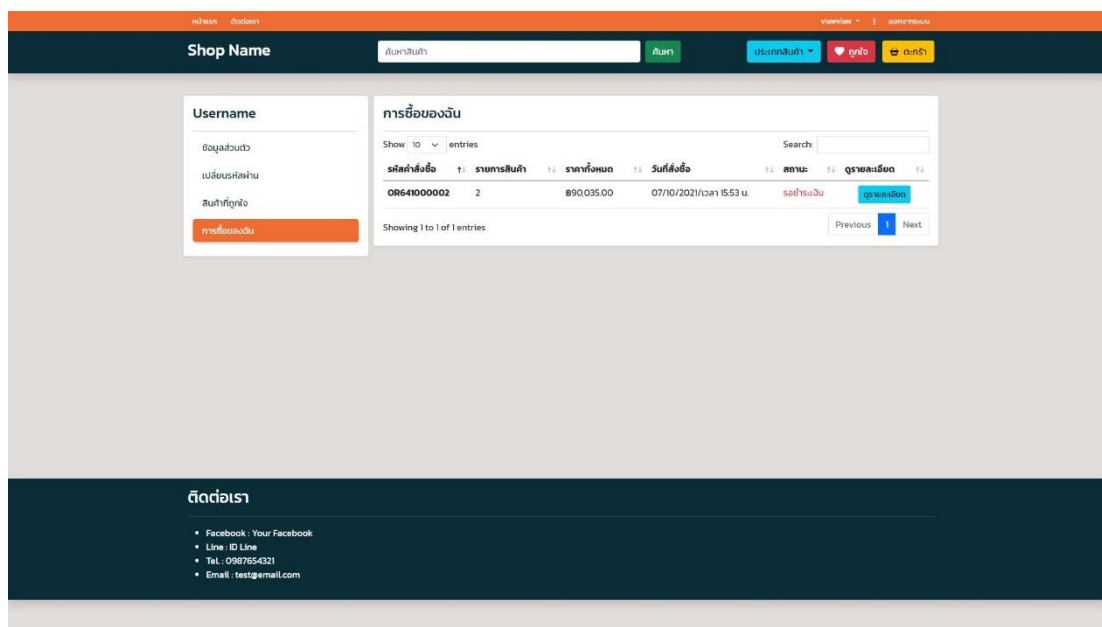 หน้าแรก ติดต่อเรา viewview | ออกจากระบบ
Shop Name ค้นหาสินค้า ค้นหา ประเภทสินค้า ถูกใจ ตะกร้า
Username
ข้อมูลส่วนตัว
เปลี่ยนรหัสผ่าน
สินค้าที่ถูกใจ
การซื้อของฉัน
การซื้อของฉัน
Show 10 entries Search:
รหัสคำสั่งซื้อ รายการสินค้า ราคาทั้งหมด วันที่สั่งซื้อ สถานะ ดูรายละเอียด
OR641000002 2 ฿90,035.00 07/10/2021/เวลา 15:53 น. รอชำระเงิน ดูรายละเอียด
Showing 1 to 1 of 1 entries Previous 1 Next
ติดต่อเรา
• Facebook : Your Facebook
• Line : ID Line
• Tel. : 0987654321
• Email : test@email.com